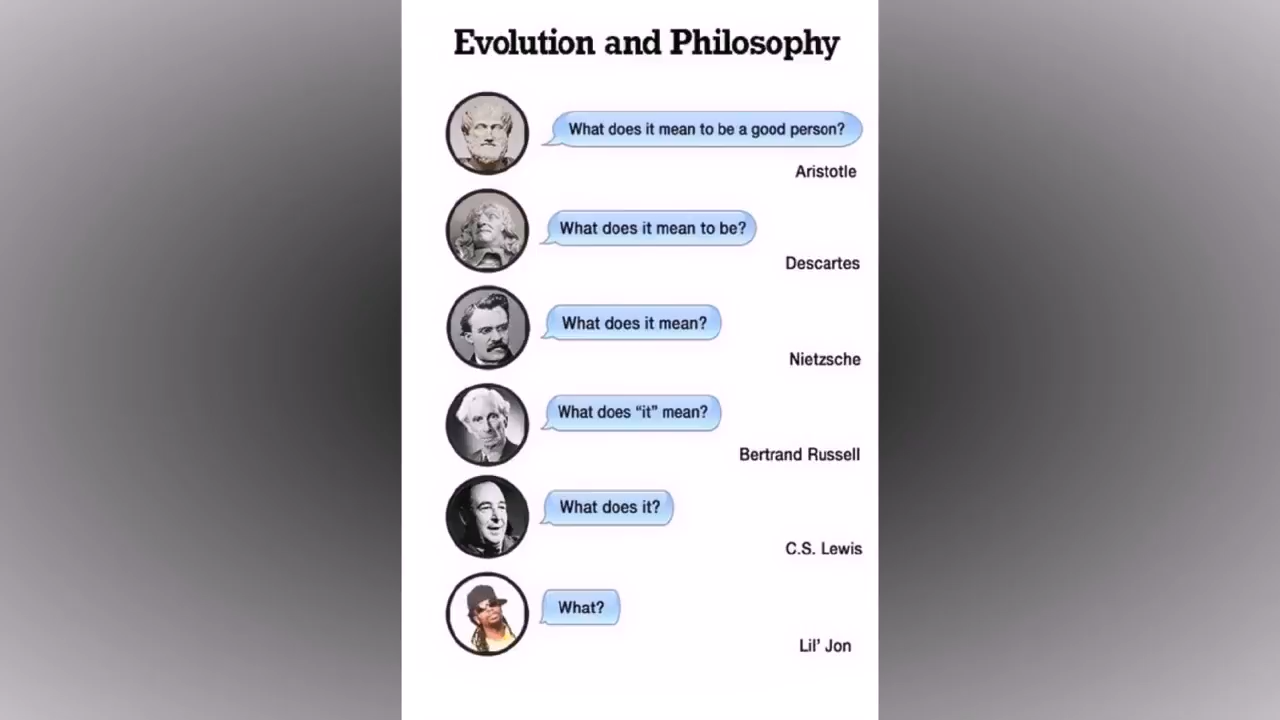 Evolution and Philosophy
What does it mean to be a good person?
Aristotle
What does it mean to be?
Descartes
What does it mean?
Nietzsche
What does “it” mean?
Bertrand Russell
What does it?
C.S. Lewis
What?
Lil’ Jon